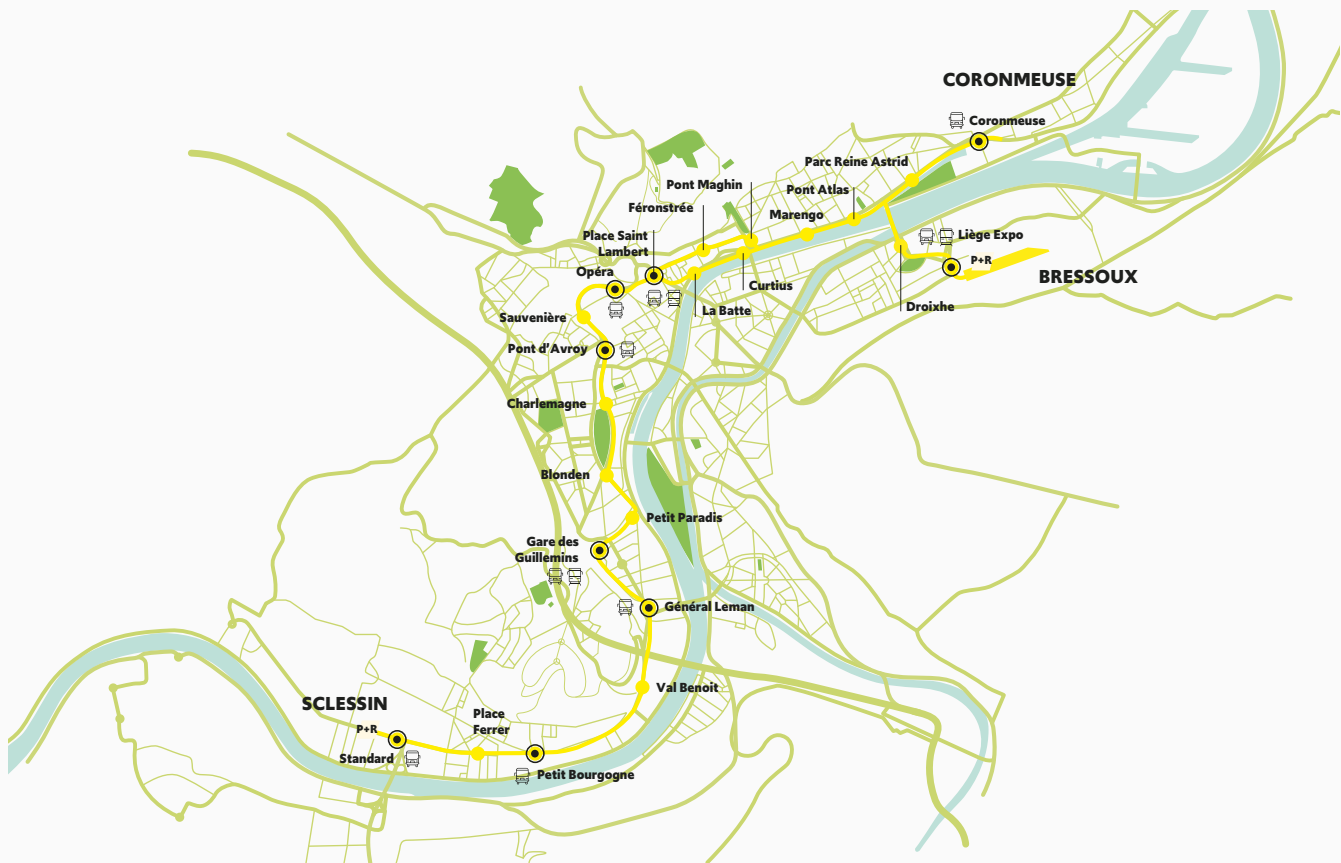 CORONMEUSE
Coronmeuse
Parc Reine Astrid
Pont Maghin
Pont Atlas
Féronstrée
Marengo
Place Saint
Lambert
Liège Expo
P+R
BRESSOUX
Opéra
Curtius
Droixhe
La Batte
Sauvenière
Pont d'Avroy
Charlemagne
Blonden
Petit Paradis
Gare des
Guillemins
Général Leman
Val Benoit
SCLESSIN
Place
Ferrer
P+R
Standard
Petit Bourgogne